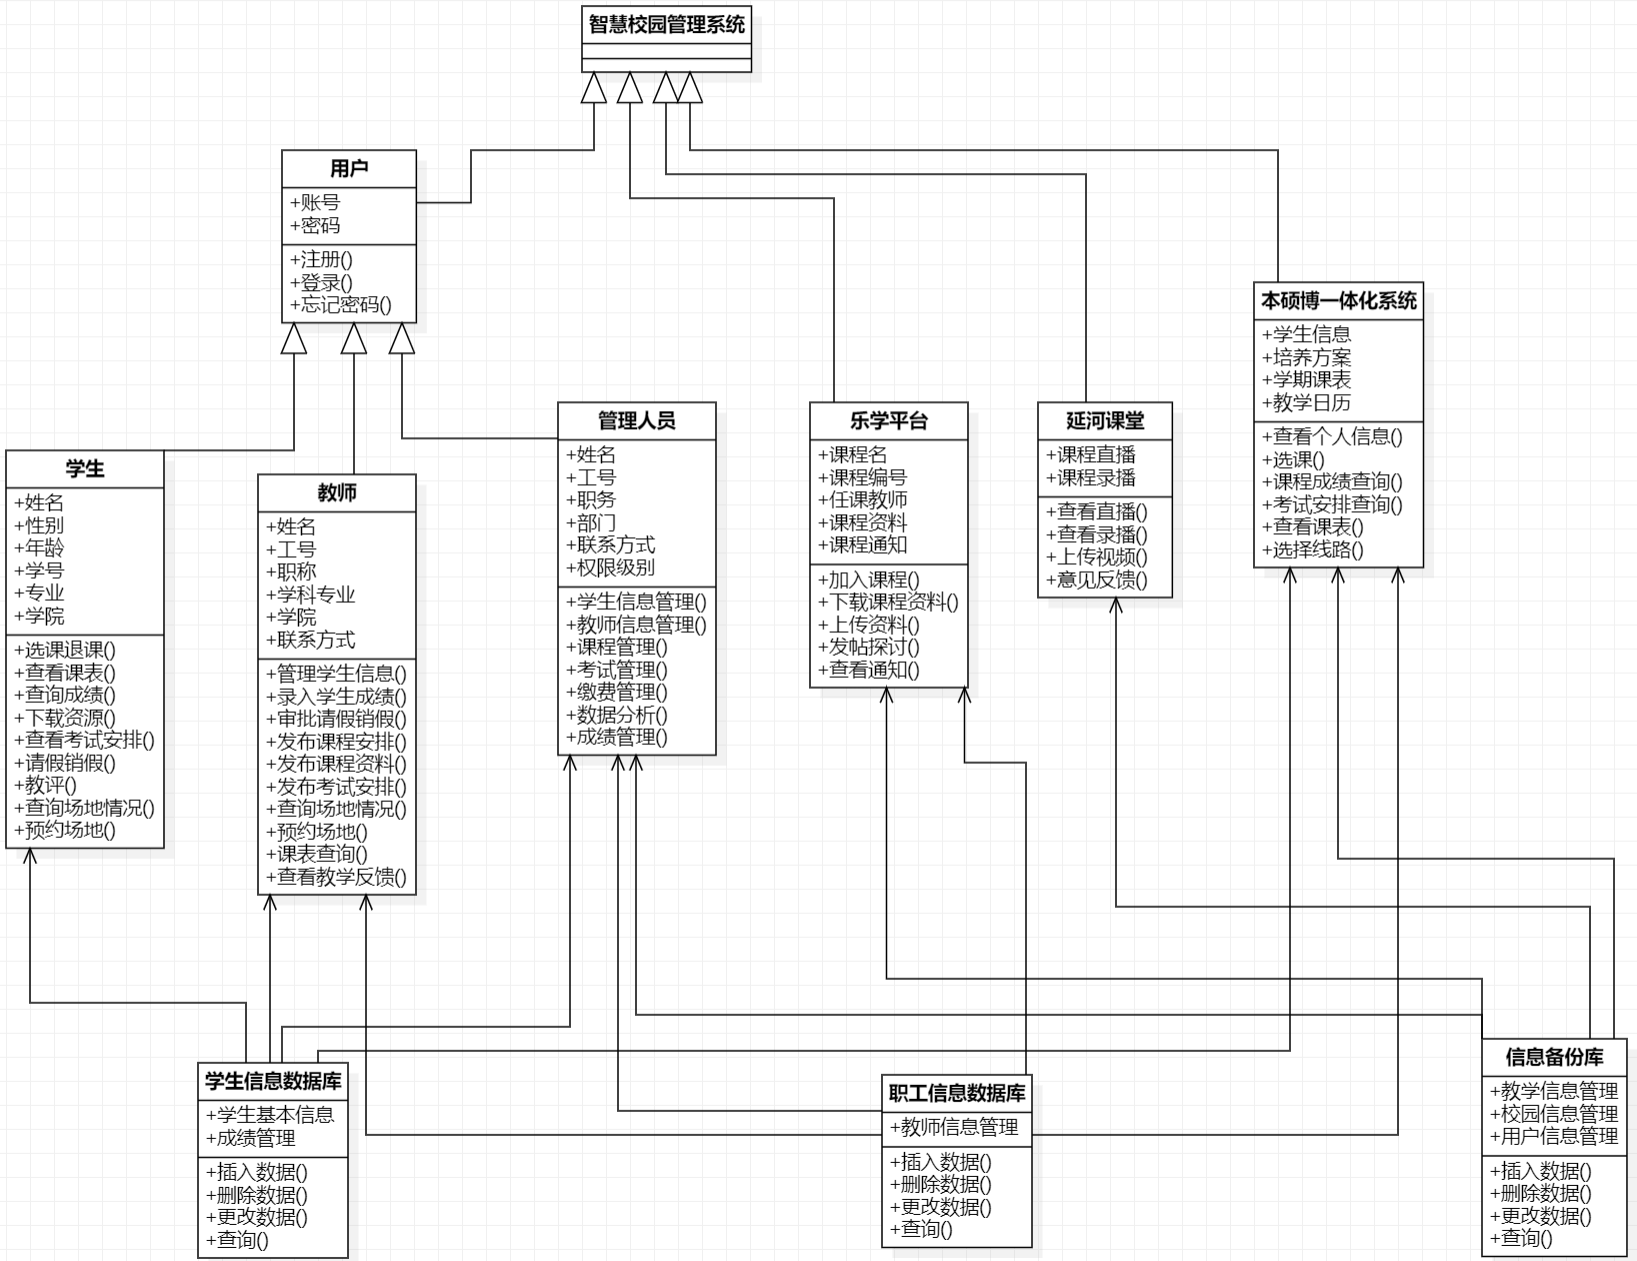 智慧校园管理系统
用户
+账号
+密码
+注册()
+登录()
+忘记密码()
本硕博一体化系统
+学生信息
+培养方案
+学期课表
+教学日历
+查看个人信息()
+选课()
+课程成绩查询()
+考试安排查询()
+查看课表()
+选择线路()
学生
+姓名
+性别
+年龄
+学号
+专业
+学院
+选课退课()
+查看课表()
+查询成绩()
+下载资源()
+查看考试安排()
+请假销假()
+教评()
+查询场地情况()
+预约场地()
教师
+姓名
+工号
+职称
+学科专业
+学院
+联系方式
+管理学生信息()
+录入学生成绩()
+审批请假销假()
+发布课程安排()
+发布课程资料()
+发布考试安排()
+查询场地情况()
+预约场地()
+课表查询()
+查看教学反馈()
管理人员
+姓名
+工号
+职务
+部门
+联系方式
+权限级别
+学生信息管理()
+教师信息管理()
+课程管理()
+考试管理()
+缴费管理()
+数据分析()
+成绩管理()
乐学平台
+课程名
+课程编号
+任课教师
+课程资料
+课程通知
+加入课程()
+下载课程资料()
+上传资料()
+发帖探讨()
+查看通知()
延河课堂
+课程直播
+课程录播
+查看直播()
+查看录播()
+上传视频()
+意见反馈()
学生信息数据库
+学生基本信息
+成绩管理
+插入数据()
+删除数据()
+更改数据()
+查询()
职工信息数据库
+教师信息管理
+插入数据()
+删除数据()
+更改数据()
+查询()
信息备份库
+教学信息管理
+校园信息管理
+用户信息管理
+插入数据()
+删除数据()
+更改数据()
+查询()